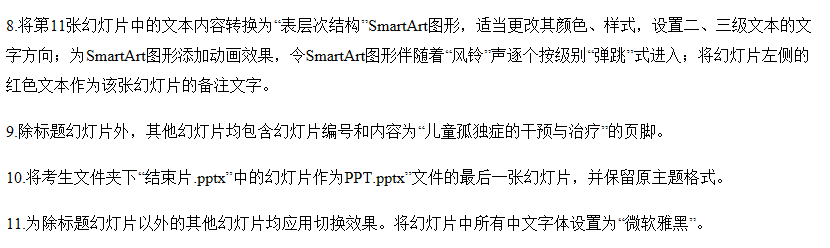 8.将第11张幻灯片中的文本内容转换为“表层次结构”SmartArt图形，适当更改其颜色、样式，设置二、三级文本的文
字方向；为SmartArt图形添加动画效果，令SmartArt图形伴随着“风铃”声逐个按级别“弹跳”式进入；将幻灯片左侧的
红色文本作为该张幻灯片的备注文字。
9.除标题幻灯片外，其他幻灯片均包含幻灯片编号和内容为“儿童孤独症的干预与治疗”的页脚。
10.将考生文件夹下“结束片.pptx”中的幻灯片作为PPT.pptx”文件的最后一张幻灯片，并保留原主题格式。
11.为除标题幻灯片以外的其他幻灯片均应用切换效果。将幻灯片中所有中文字体设置为“微软雅黑”。